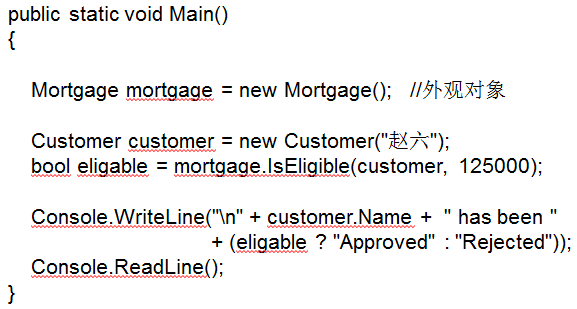 public static void Main()
{
Mortgage mortgage = new Mortgage(); //外观对象
Customer customer = new Customer("赵六");
bool eligable = mortgage.IsEligible(customer, 125000);
Console.WriteLine("\n" + customer.Name + " has been "
+ (eligable ? "Approved" : "Rejected"));
Console.ReadLine();
}